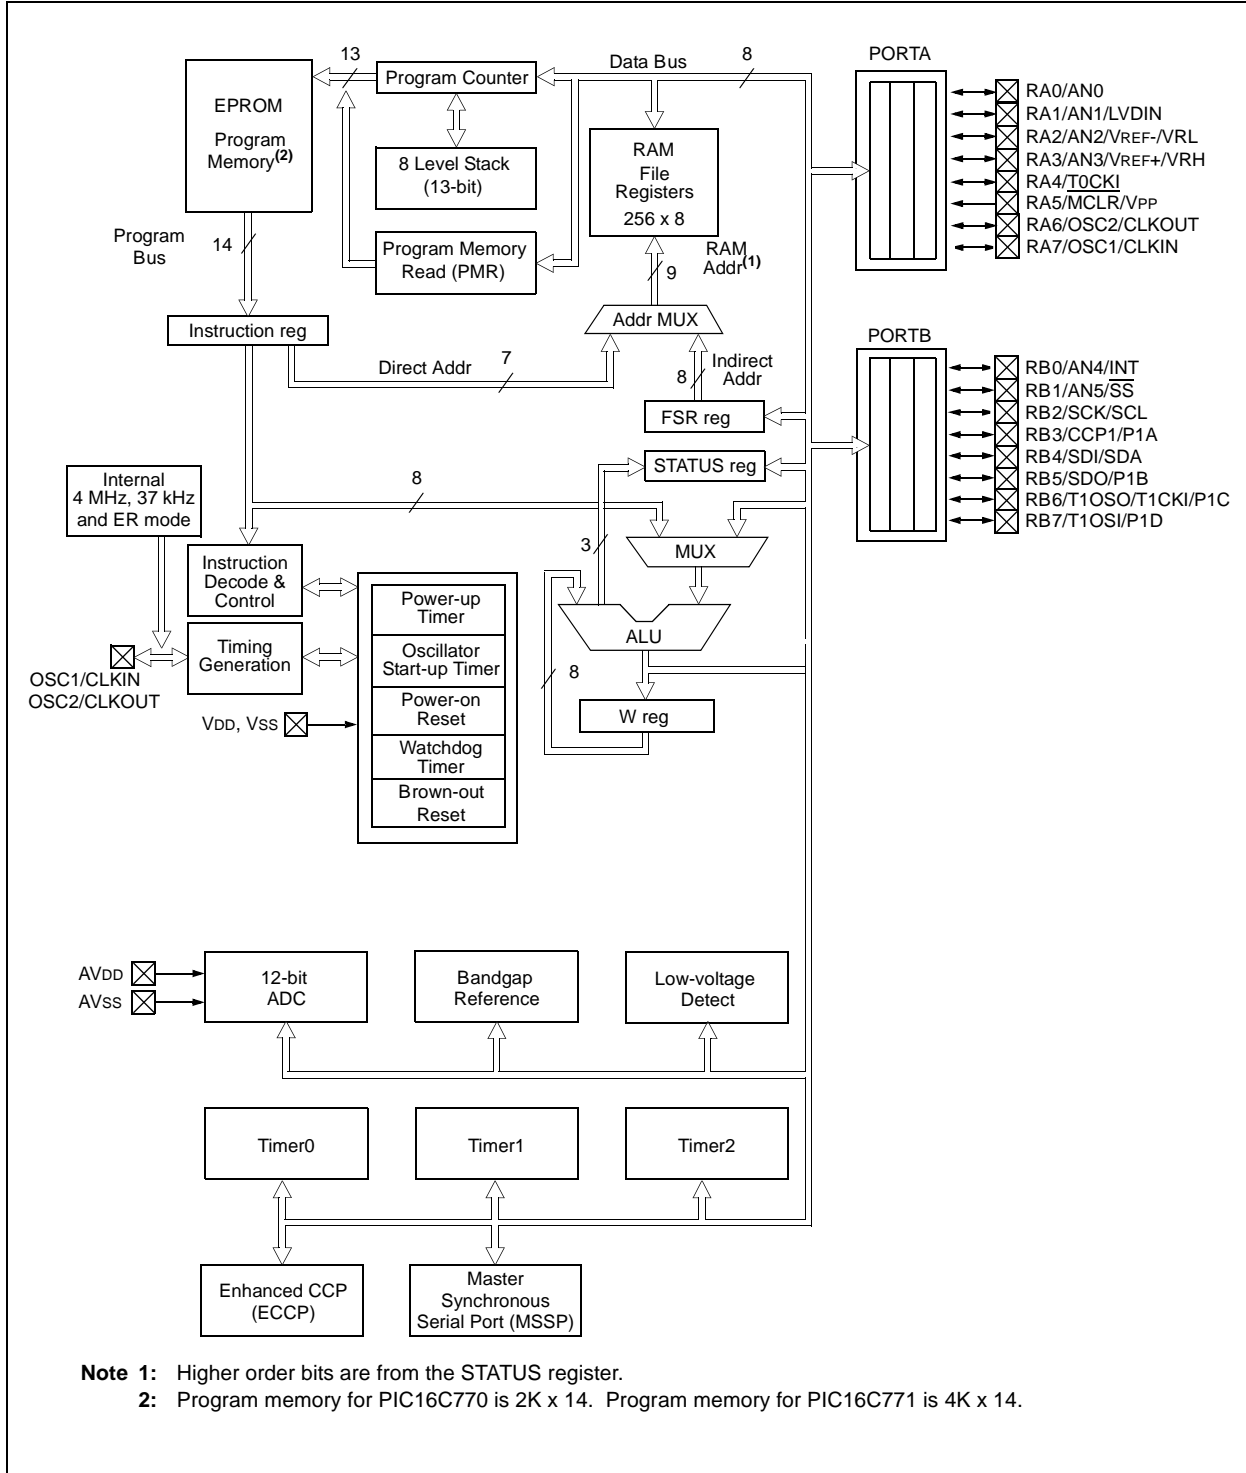 13
Data Bus
8
PORTA
EPROM
Program
Memory(2)
Program Counter
8 Level Stack
(13-bit)
RAM
File
Registers
256 x 8
RA0/AN0
RA1/AN1/LVDIN
RA2/AN2/VREF-/VRL
RA3/AN3/VREF+/VRH
RA4/T0CKI
RA5/MCLR/VPP
RA6/OSC2/CLKOUT
RA7/OSC1/CLKIN
Program
Bus
14
Program Memory
Read (PMR)
RAM
Addr(1)
9
Instruction reg
Addr MUX
PORTB
Direct Addr
7
8
Indirect
Addr
FSR reg
STATUS reg
RB0/AN4/INT
RB1/AN5/SS
RB2/SCK/SCL
RB3/CCP1/P1A
RB4/SDI/SDA
RB5/SDO/P1B
RB6/T1OSO/T1CKI/P1C
RB7/T1OSI/P1D
Internal
4 MHz, 37 kHz
and ER mode
8
3
MUX
Instruction
Decode &
Control
Timing
Generation
OSC1/CLKIN
OSC2/CLKOUT
VDD, VSS
Power-up
Timer
Oscillator
Start-up Timer
Power-on
Reset
Watchdog
Timer
Brown-out
Reset
ALU
8
W reg
AVDD
AVSS
12-bit
ADC
Bandgap
Reference
Low-voltage
Detect
Timer0
Timer1
Timer2
Enhanced CCP
(ECCP)
Master
Synchronous
Serial Port (MSSP)
Note 1: Higher order bits are from the STATUS register.
2: Program memory for PIC16C770 is 2K x 14. Program memory for PIC16C771 is 4K x 14.